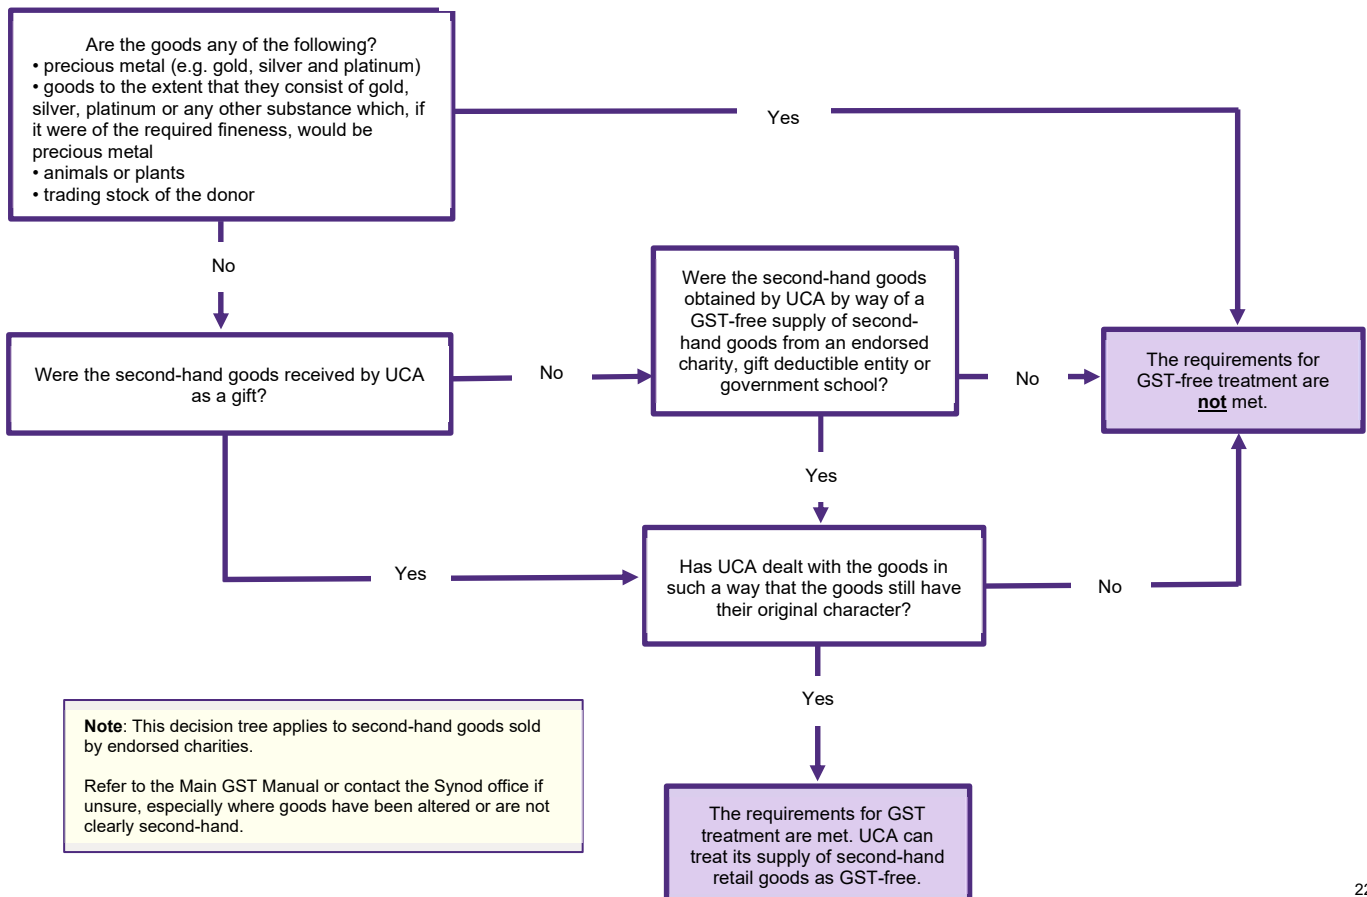 Are the goods any of the following?
• precious metal (e.g. gold, silver and platinum)
• goods to the extent that they consist of gold,
silver, platinum or any other substance which, if
it were of the required fineness, would be
precious metal
• animals or plants
• trading stock of the donor
Yes
No
Were the second-hand goods
obtained by UCA by way of a
GST-free supply of second-
hand goods from an endorsed
charity, gift deductible entity or
government school?
Were the second-hand goods received by UCA
as a gift?
No
No
The requirements for
GST-free treatment are
not met.
Yes
Yes
Has UCA dealt with the goods in
such a way that the goods still have
their original character?
No
Yes
Note: This decision tree applies to second-hand goods sold
by endorsed charities.
Refer to the Main GST Manual or contact the Synod office if
unsure, especially where goods have been altered or are not
clearly second-hand.
The requirements for GST
treatment are met. UCA can
treat its supply of second-hand
retail goods as GST-free.
22